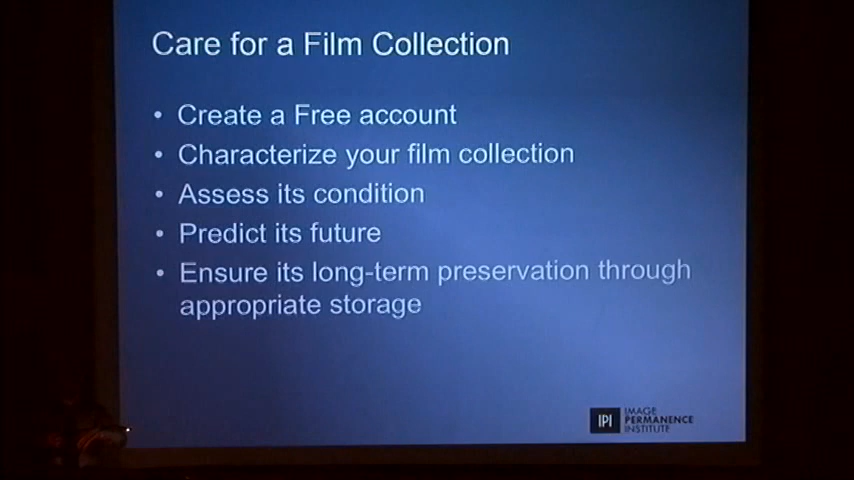 Care for a Film Collection
• Create a Free account
• Characterize your film collection
• Assess its condition
• Predict its future
• Ensure its long-term preservation through
appropriate storage
IPI
IMAGE
PERMANENCE
INSTITUTE